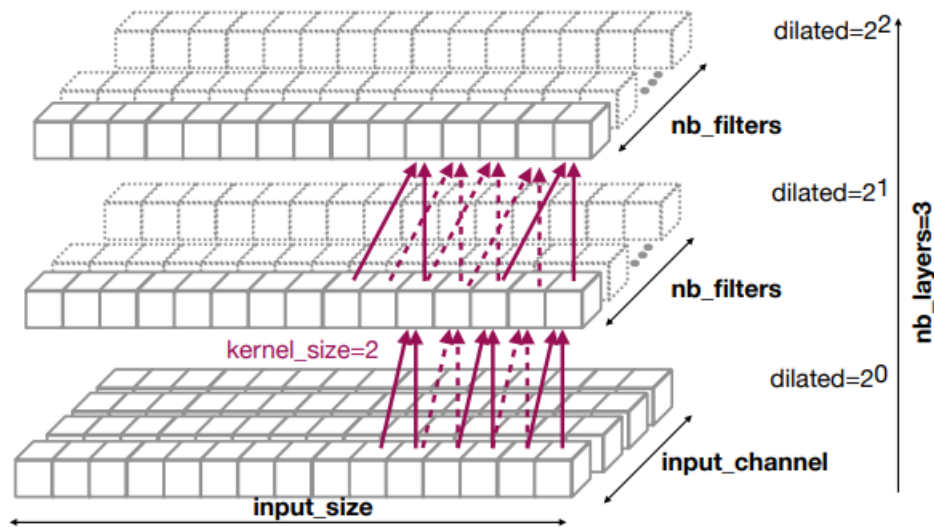 dilated=2²
nb_filters
dilated=2¹
nb_filters
nb_layers=3
kernel_size=2
dilated=2⁰
input_channel
input_size